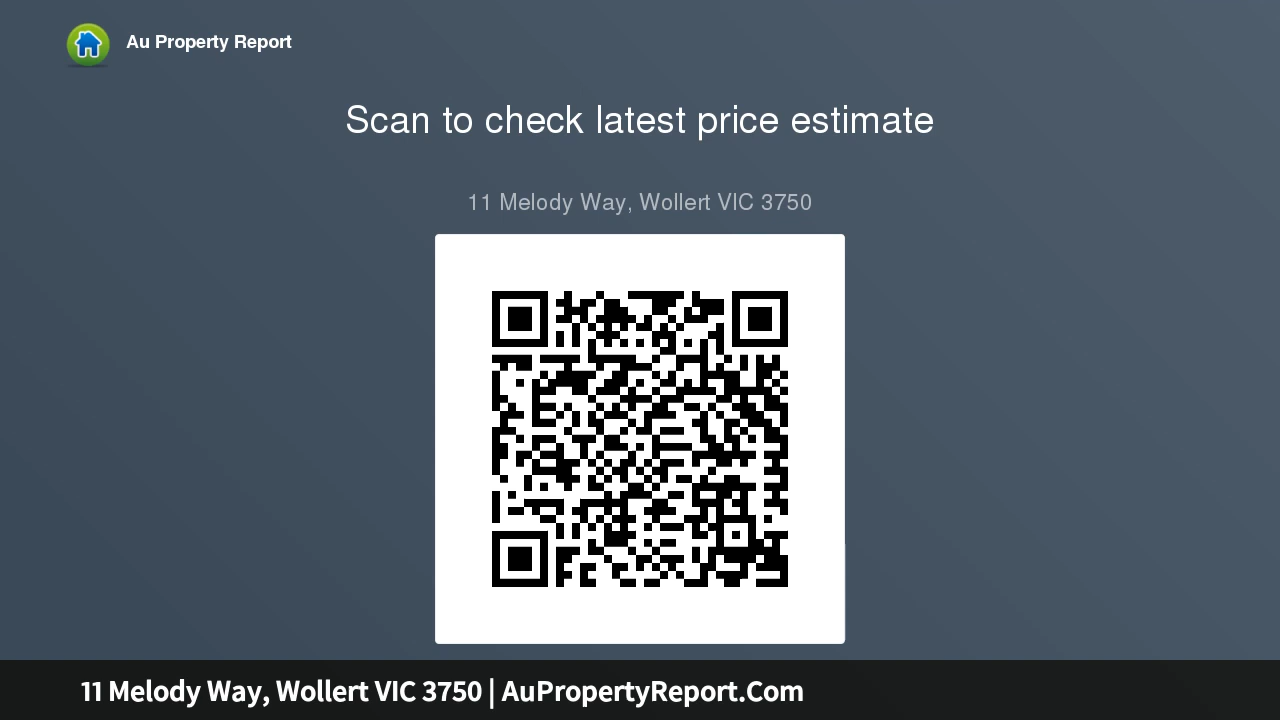 Au Property Report
Scan to check latest price estimate
11 Melody Way, Wollert VIC 3750
11 Melody Way, Wollert VIC 3750 | AuPropertyReport.Com